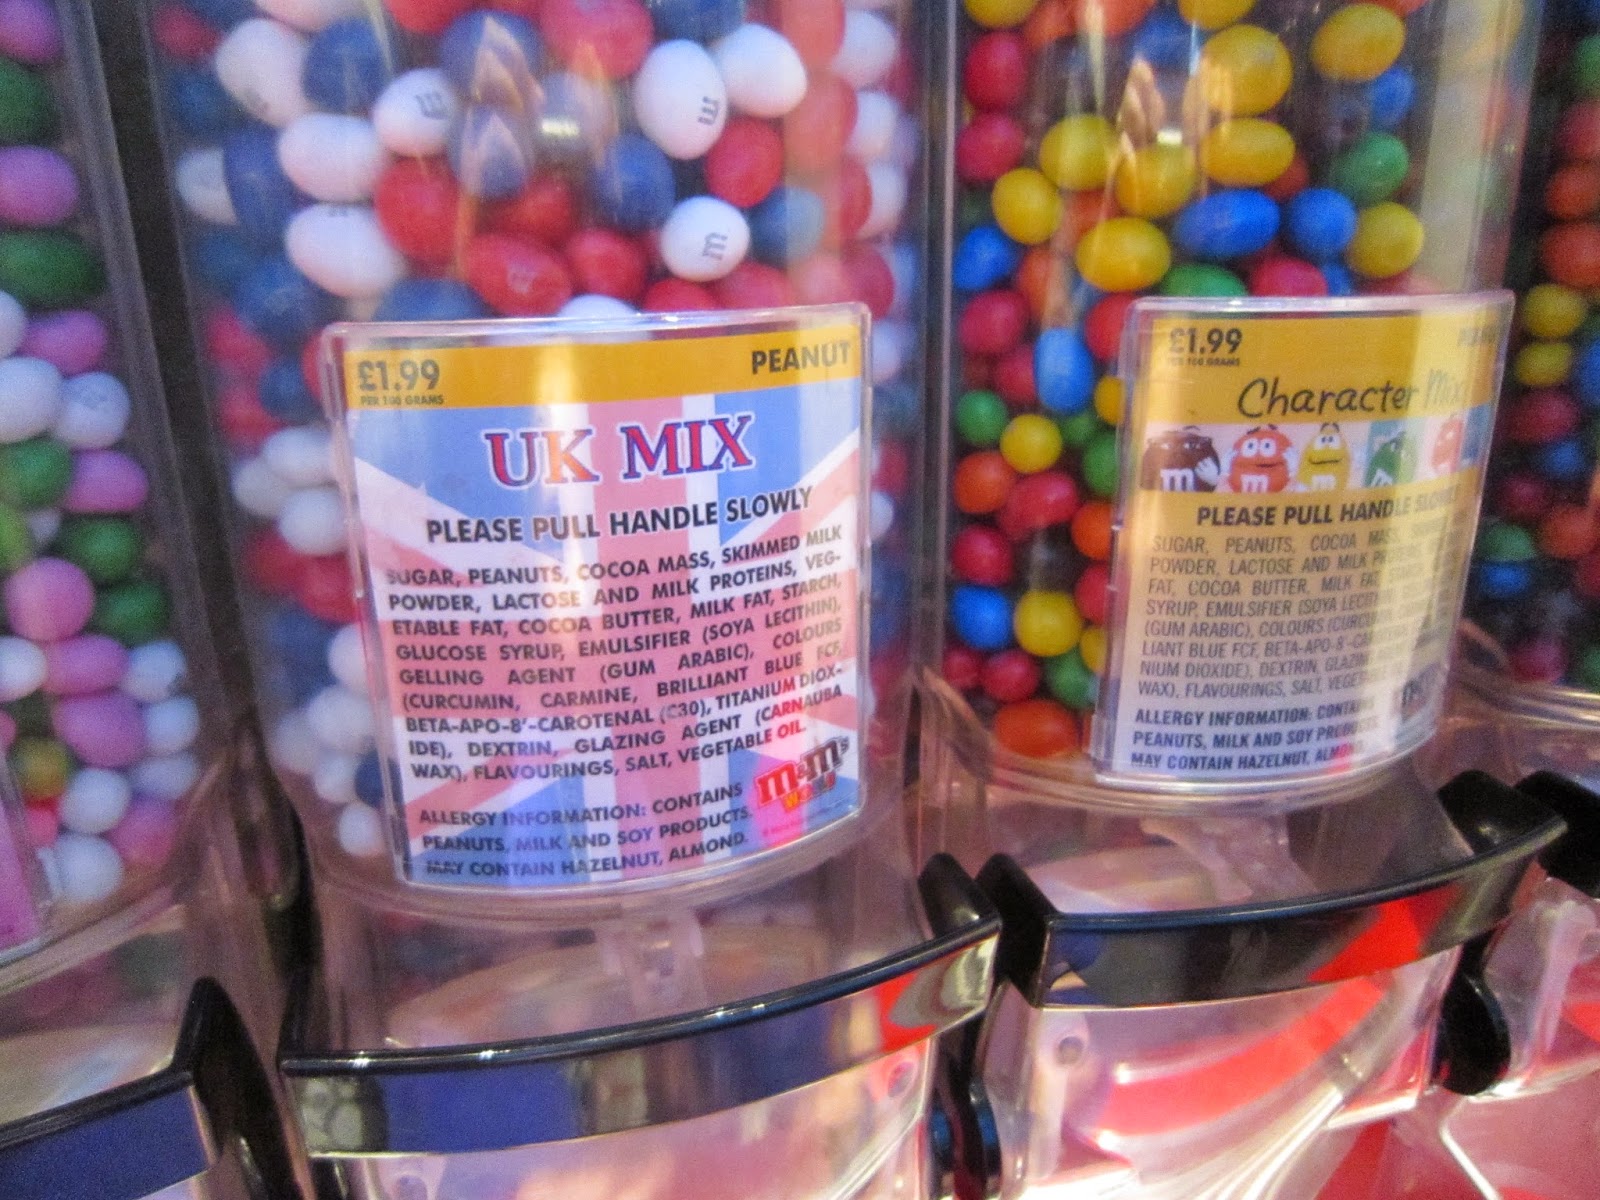 £1.99
PER 100 GRAMS
PEANUT
UK MIX
PLEASE PULL HANDLE SLOWLY
SUGAR, PEANUTS, COCOA MASS, SKIMMED MILK
POWDER, LACTOSE AND MILK PROTEINS, VEG-
ETABLE FAT, COCOA BUTTER, MILK FAT, STARCH,
GLUCOSE SYRUP, EMULSIFIER (SOYA LECITHIN),
GELLING AGENT (GUM ARABIC), COLOURS
(CURCUMIN, CARMINE, BRILLIANT BLUE FCF,
BETA-APO-8'-CAROTENAL (C30), TITANIUM DIOX-
IDE), DEXTRIN, GLAZING AGENT (CARNAUBA
WAX), FLAVOURINGS, SALT, VEGETABLE OIL.
ALLERGY INFORMATION: CONTAINS
PEANUTS, MILK AND SOY PRODUCTS.
MAY CONTAIN HAZELNUT, ALMOND.
m&m's
£1.99
PER 100 GRAMS
Character Mix
PLEASE PULL HANDLE
SUGAR, PEANUTS, COCOA MASS,
POWDER, LACTOSE AND MILK
FAT, COCOA BUTTER, MILK FAT,
SYRUP, EMULSIFIER (SOYA
(GUM ARABIC), COLOURS
LIANT BLUE FCF, BETA-APO-8'
NIUM DIOXIDE), DEXTRIN,
WAX), FLAVOURINGS, SALT,
ALLERGY INFORMATION:
PEANUTS, MILK AND SOY
MAY CONTAIN HAZELNUT,